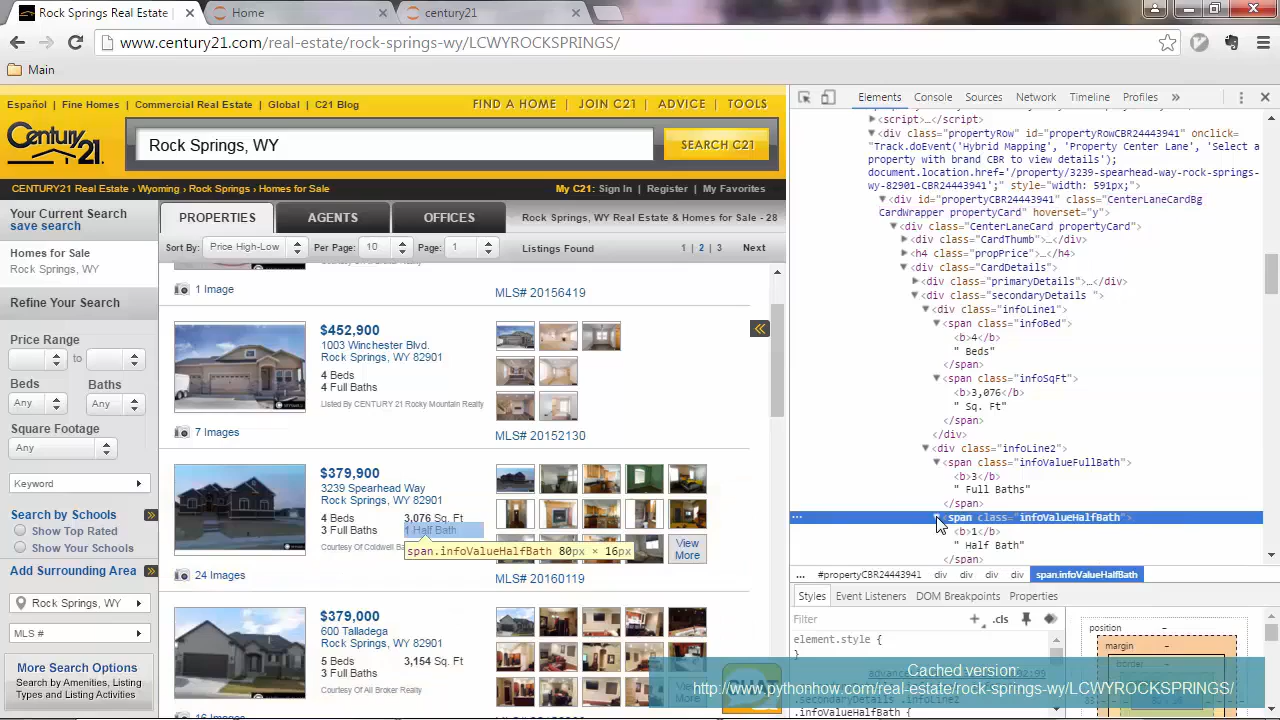 Rock Springs Real Estate |
Home
century21
www.century21.com/real-estate/rock-springs-wy/LCWYROCKSPRINGS/
Main
Español | Fine Homes | Commercial Real Estate | Global | C21 Blog
FIND A HOME | JOIN C21 | ADVICE | TOOLS
Century 21
Rock Springs, WY
SEARCH C21
CENTURY21 Real Estate › Wyoming › Rock Springs › Homes for Sale
My C21: Sign In | Register | My Favorites
Your Current Search
save search
Homes for Sale
Rock Springs, WY
Refine Your Search
Price Range
to
Beds
Baths
Any
Any
Square Footage
Any
Keyword
Search by Schools
Show Top Rated
Show Your Schools
Add Surrounding Area
Rock Springs, WY
MLS #
More Search Options
Search by Amenities, Listing
Types and Listing Activities
PROPERTIES
AGENTS
OFFICES
Rock Springs, WY Real Estate & Homes for Sale - 28
Listings Found
Sort By: Price High-Low
Per Page: 10
Page: 1
1 | 2 | 3
Next
1 Image
MLS# 20156419
$452,900
1003 Winchester Blvd.
Rock Springs, WY 82901
4 Beds
4 Full Baths
Listed By CENTURY 21 Rocky Mountain Realty
7 Images
MLS# 20152130
$379,900
3239 Spearhead Way
Rock Springs, WY 82901
4 Beds
3,076 Sq. Ft
3 Full Baths
1 Half Bath
Courtesy Of Coldwell Ba
span.infoValueHalfBath 80px × 16px
View
More
24 Images
MLS# 20160119
$379,000
600 Talladega
Rock Springs, WY 82901
5 Beds
3,154 Sq. Ft
3 Full Baths
Courtesy Of All Broker Realty
Elements Console Sources Network Timeline Profiles »
<script>…</script>
<div class="propertyRow" id="propertyRowCBR24443941" onclick=
"Track.doEvent('Hybrid Mapping', 'Property Center Lane', 'Select a
property with brand CBR to view details');
document.location.href='/property/3239-spearhead-way-rock-springs-
wy-82901-CBR24443941';" style="width: 591px;">
<div id="propertyCBR24443941" class="CenterLaneCardBg
CardWrapper propertyCard" hoverset="y">
<div class="CenterLaneCard propertyCard">
<div class="CardThumb">…</div>
<h4 class="propPrice">…</h4>
<div class="CardDetails">
<div class="primaryDetails">…</div>
<div class="secondaryDetails ">
<div class="infoLine1">
<span class="infoBed">
<b>4</b>
" Beds"
</span>
<span class="infoSqFt">
<b>3,076</b>
" Sq. Ft"
</span>
</div>
<div class="infoLine2">
<span class="infoValueFullBath">
<b>3</b>
" Full Baths"
</span>
<span class="infoValueHalfBath">
<b>1</b>
" Half Bath"
</span>
... #propertyCBR24443941 div div div div span.infoValueHalfBath
Styles Event Listeners DOM Breakpoints Properties
Filter
.cls
element.style {
}
.secondaryDetails .infoLine2
.infoValueHalfBath {
position
margin
border
Cached version:
http://www.pythonhow.com/real-estate/rock-springs-wy/LCWYROCKSPRINGS/